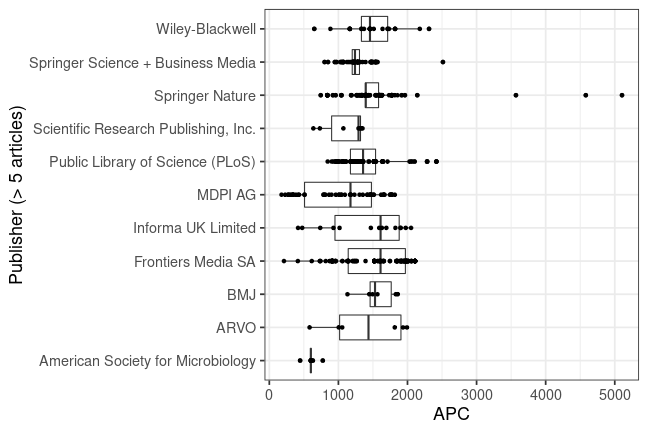 Publisher (> 5 articles)
Wiley-Blackwell
Springer Science + Business Media
Springer Nature
Scientific Research Publishing, Inc.
Public Library of Science (PLoS)
MDPI AG
Informa UK Limited
Frontiers Media SA
BMJ
ARVO
American Society for Microbiology
0 1000 2000 3000 4000 5000
APC